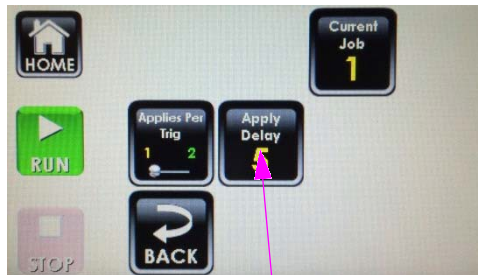 HOME
Current
Job
1
RUN
Applies Per
Trig
1 2
Apply
Delay
5
BACK
STOP